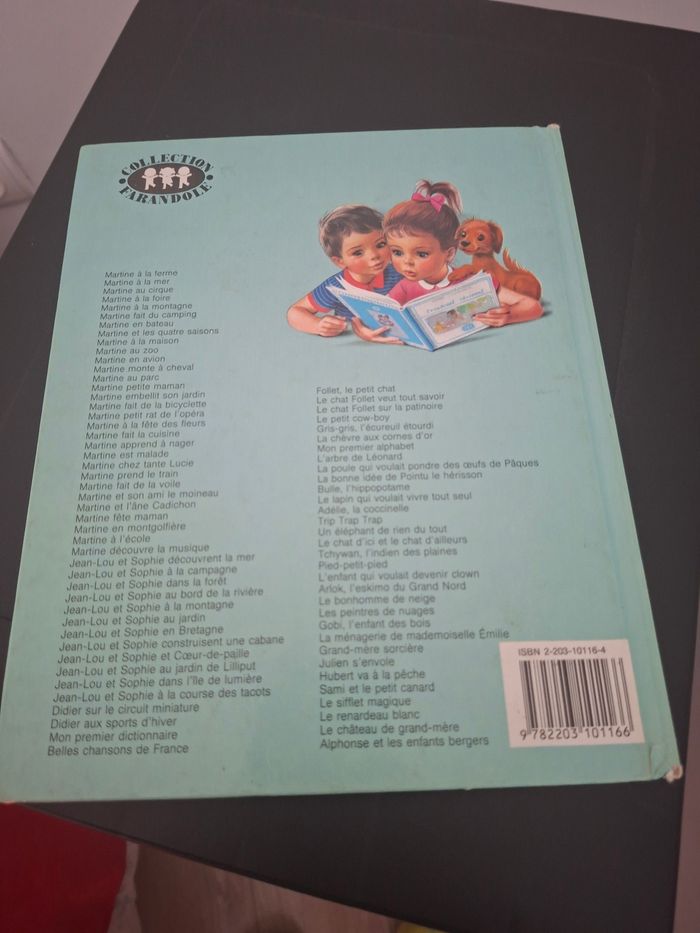 COLLECTION
FARANDOLE
Martine à la ferme
Martine à la mer
Martine au cirque
Martine à la foire
Martine à la montagne
Martine fait du camping
Martine en bateau
Martine et les quatre saisons
Martine à la maison
Martine au zoo
Martine en avion
Martine monte à cheval
Martine au parc
Martine petite maman
Martine embellit son jardin
Martine fait de la bicyclette
Martine petit rat de l'opéra
Martine à la fête des fleurs
Martine fait la cuisine
Martine apprend à nager
Martine est malade
Martine chez tante Lucie
Martine prend le train
Martine fait de la voile
Martine et son ami le moineau
Martine et l'âne Cadichon
Martine fête maman
Martine en montgolfière
Martine à l'école
Martine découvre la musique
Jean-Lou et Sophie découvrent la mer
Jean-Lou et Sophie à la campagne
Jean-Lou et Sophie dans la forêt
Jean-Lou et Sophie au bord de la rivière
Jean-Lou et Sophie à la montagne
Jean-Lou et Sophie au jardin
Jean-Lou et Sophie en Bretagne
Jean-Lou et Sophie construisent une cabane
Jean-Lou et Sophie et Cœur-de-paille
Jean-Lou et Sophie au jardin de Lilliput
Jean-Lou et Sophie dans l'île de lumière
Jean-Lou et Sophie à la course des tacots
Didier sur le circuit miniature
Didier aux sports d'hiver
Mon premier dictionnaire
Belles chansons de France
Follet, le petit chat
Le chat Follet veut tout savoir
Le chat Follet sur la patinoire
Le petit cow-boy
Gris-gris, l'écureuil étourdi
La chèvre aux cornes d'or
Mon premier alphabet
L'arbre de Léonard
La poule qui voulait pondre des œufs de Pâques
La bonne idée de Pointu le hérisson
Bulle, l'hippopotame
Le lapin qui voulait vivre tout seul
Adélie, la coccinelle
Trip Trap Trap
Un éléphant de rien du tout
Le chat d'ici et le chat d'ailleurs
Tchywan, l'indien des plaines
Pied-petit-pied
L'enfant qui voulait devenir clown
Arlok, l'eskimo du Grand Nord
Le bonhomme de neige
Les peintres de nuages
Gobi, l'enfant des bois
La ménagerie de mademoiselle Émilie
Grand-mère sorcière
Julien s'envole
Hubert va à la pêche
Sami et le petit canard
Le sifflet magique
Le renardeau blanc
Le château de grand-mère
Alphonse et les enfants bergers
ISBN 2-203-10116-4
9 782203 101166